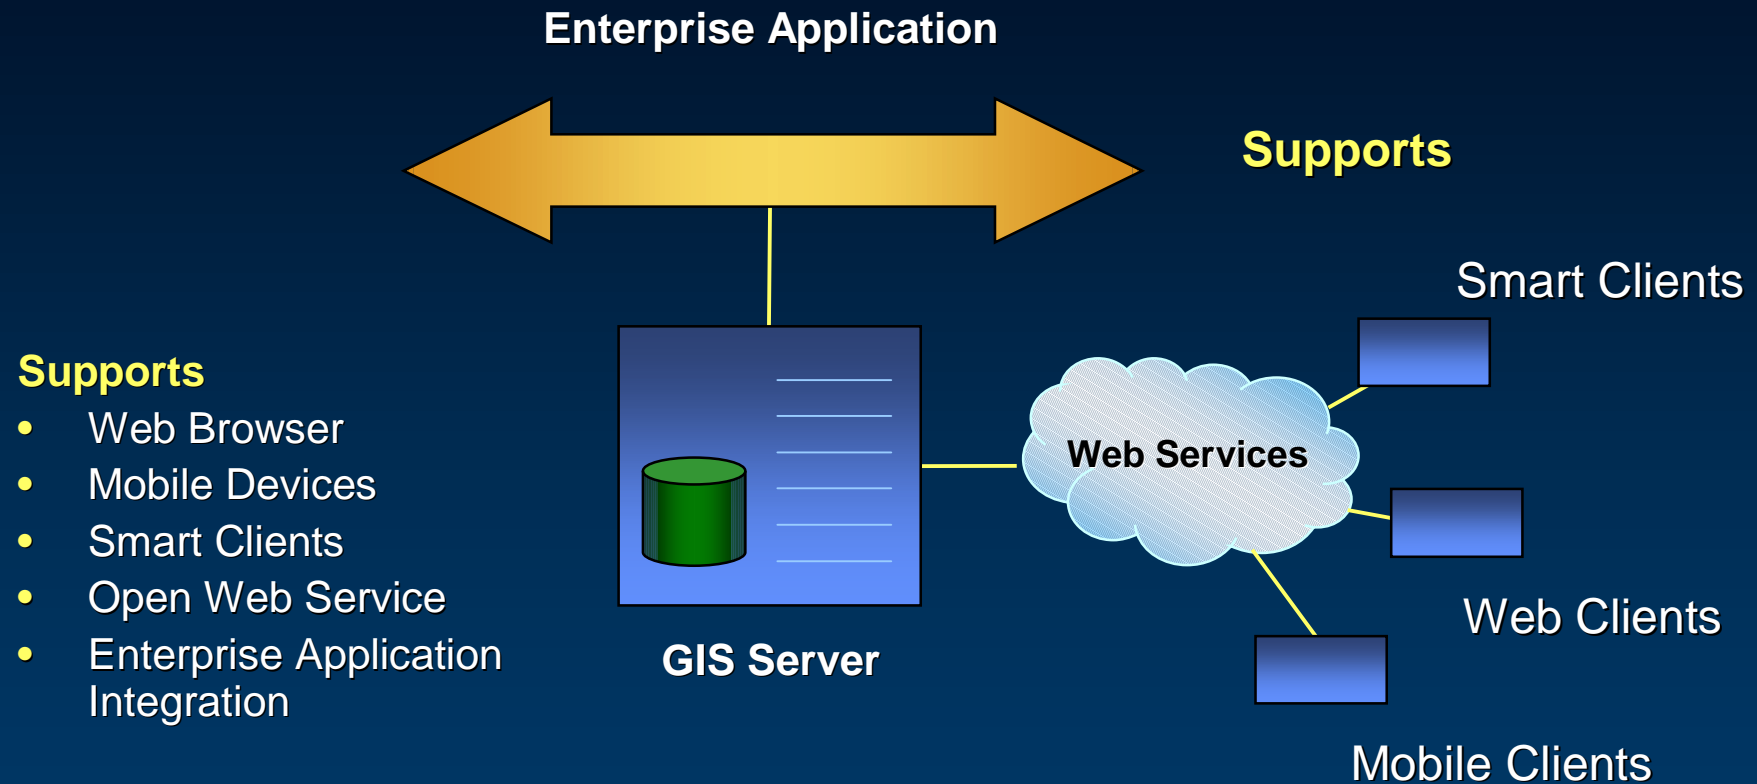 Enterprise Application
Supports
Smart Clients
Supports
• Web Browser
• Mobile Devices
• Smart Clients
• Open Web Service
• Enterprise Application
Integration
Web Services
GIS Server
Web Clients
Mobile Clients